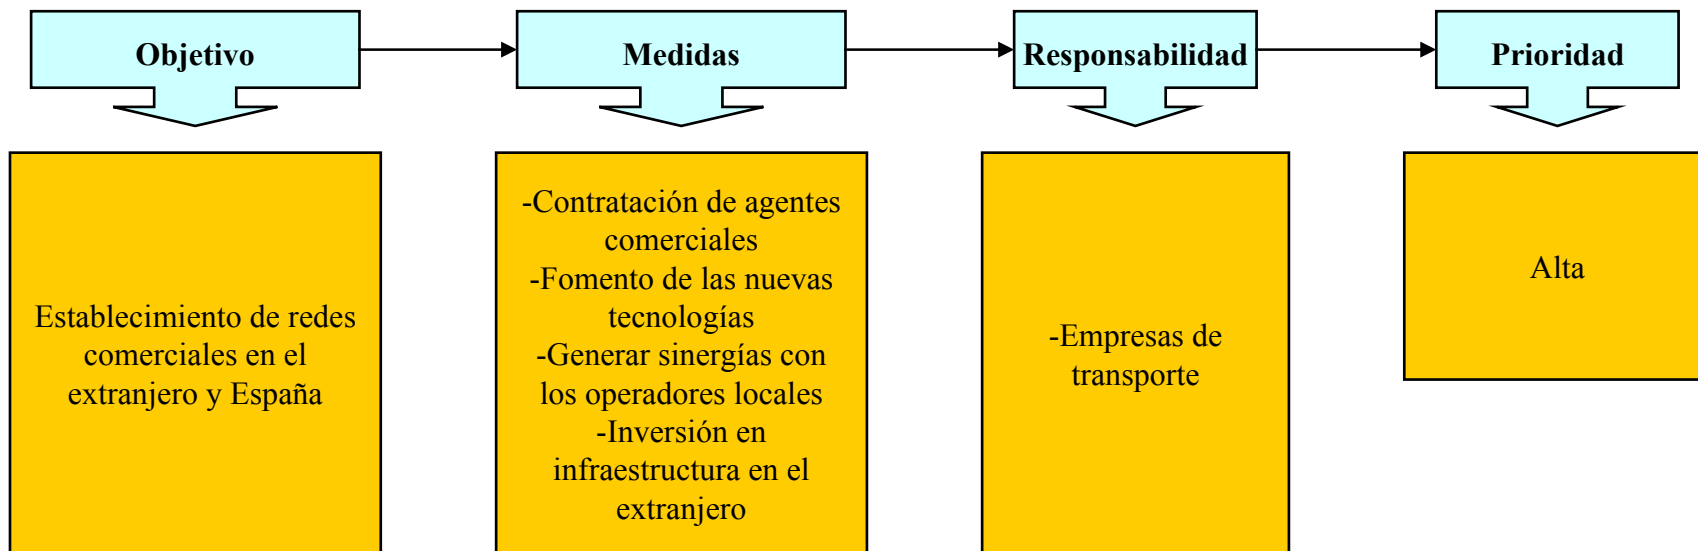 Objetivo
Medidas
Responsabilidad
Prioridad
Establecimiento de redes
comerciales en el
extranjero y España
-Contratación de agentes
comerciales
-Fomento de las nuevas
tecnologías
-Generar sinergías con
los operadores locales
-Inversión en
infraestructura en el
extranjero
-Empresas de
transporte
Alta